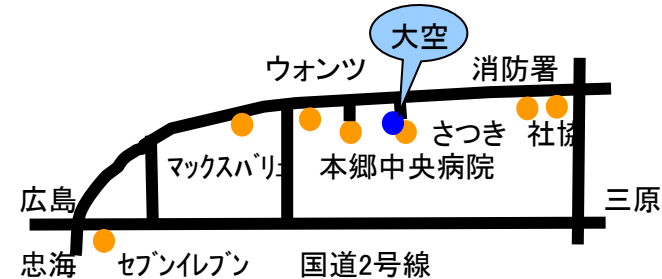 大空
ウォンツ
消防署
さつき
社協
マックスバリュ
本郷中央病院
広島
三原
忠海
セブンイレブン
国道2号線